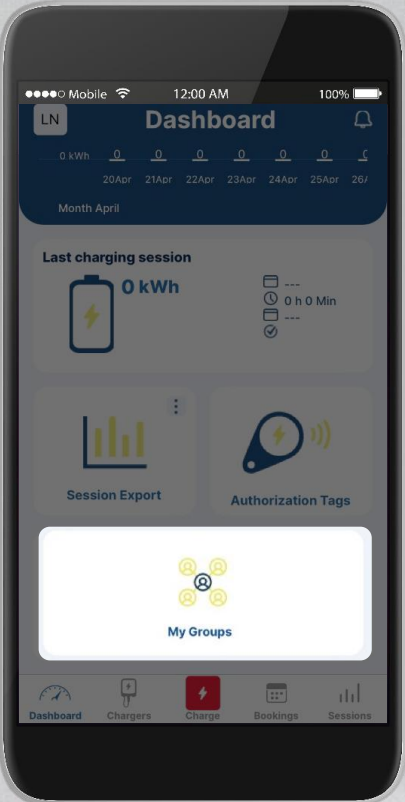 Mobile 12:00 AM 100%
LN Dashboard
0 kWh 0 0 0 0 0 0
20Apr 21Apr 22Apr 23Apr 24Apr 25Apr 26
Month April
Last charging session
0 kWh
---
0 h 0 Min
---
Session Export Authorization Tags
My Groups
Dashboard Chargers Charge Bookings Sessions